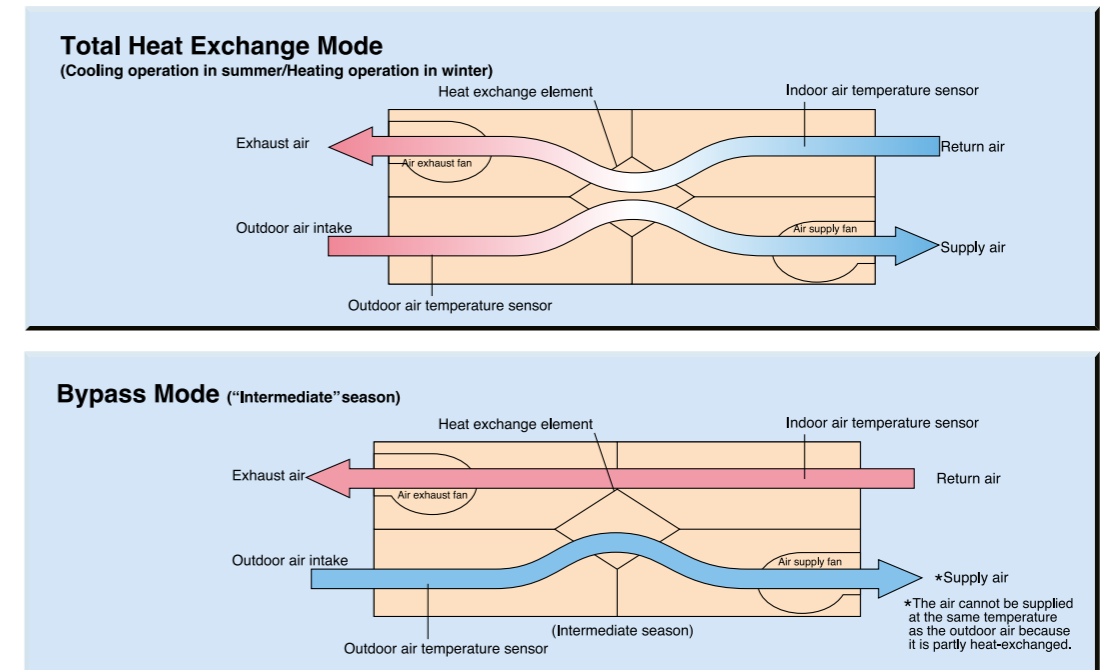 Total Heat Exchange Mode
(Cooling operation in summer/Heating operation in winter)
Heat exchange element
Indoor air temperature sensor
Exhaust air
Air exhaust fan
Return air
Outdoor air intake
Air supply fan
Supply air
Outdoor air temperature sensor
Bypass Mode (“Intermediate” season)
Heat exchange element
Indoor air temperature sensor
Exhaust air
Air exhaust fan
Return air
Outdoor air intake
Air supply fan
*Supply air
*The air cannot be supplied
at the same temperature
as the outdoor air because
it is partly heat-exchanged.
(Intermediate season)
Outdoor air temperature sensor